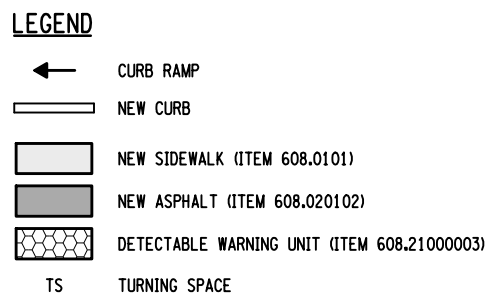 LEGEND
CURB RAMP
NEW CURB
NEW SIDEWALK (ITEM 608.0101)
NEW ASPHALT (ITEM 608.020102)
DETECTABLE WARNING UNIT (ITEM 608.21000003)
TS TURNING SPACE